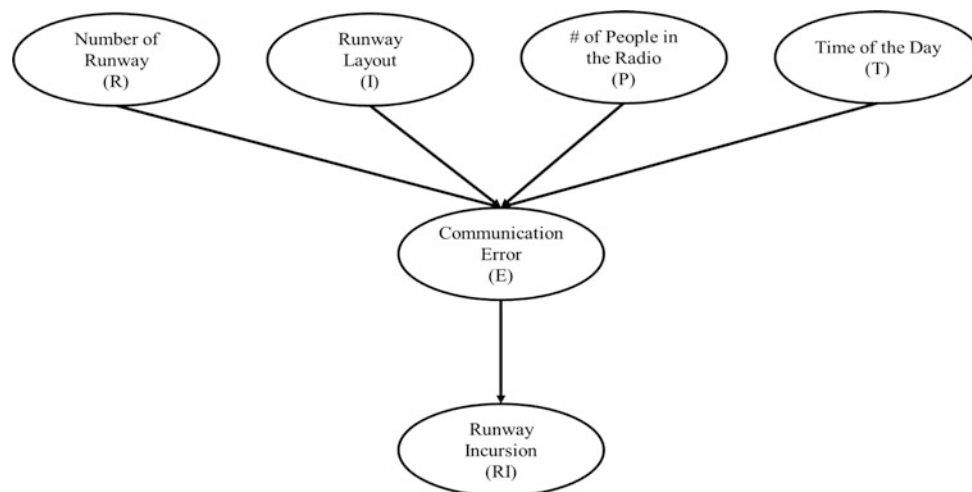 Number of
Runway
(R)
Runway
Layout
(I)
# of People in
the Radio
(P)
Time of the Day
(T)
Communication
Error
(E)
Runway
Incursion
(RI)